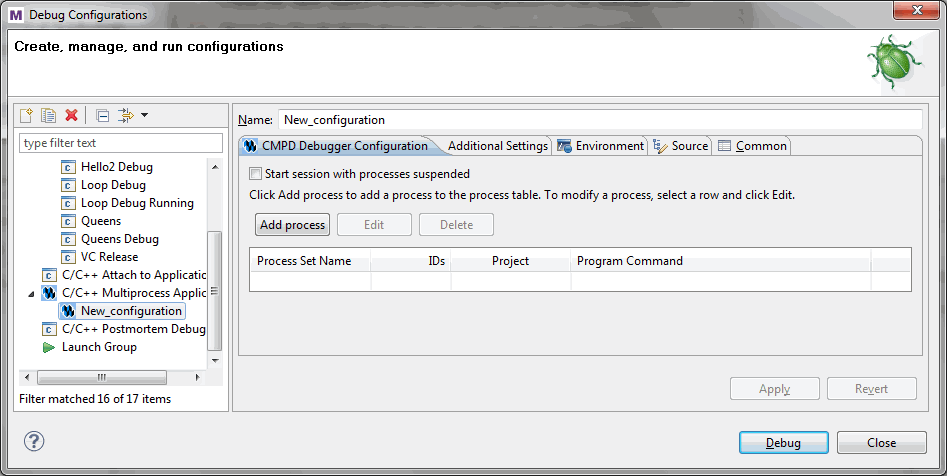 M Debug Configurations
Create, manage, and run configurations
type filter text
Hello2 Debug
Loop Debug
Loop Debug Running
Queens
Queens Debug
VC Release
C/C++ Attach to Applicatio
C/C++ Multiprocess Applic
New_configuration
C/C++ Postmortem Debug
Launch Group
Filter matched 16 of 17 items
Name: New_configuration
CMPD Debugger Configuration Additional Settings Environment Source Common
Start session with processes suspended
Click Add process to add a process to the process table. To modify a process, select a row and click Edit.
Add process Edit Delete
Process Set Name IDs Project Program Command
Apply Revert
? Debug Close